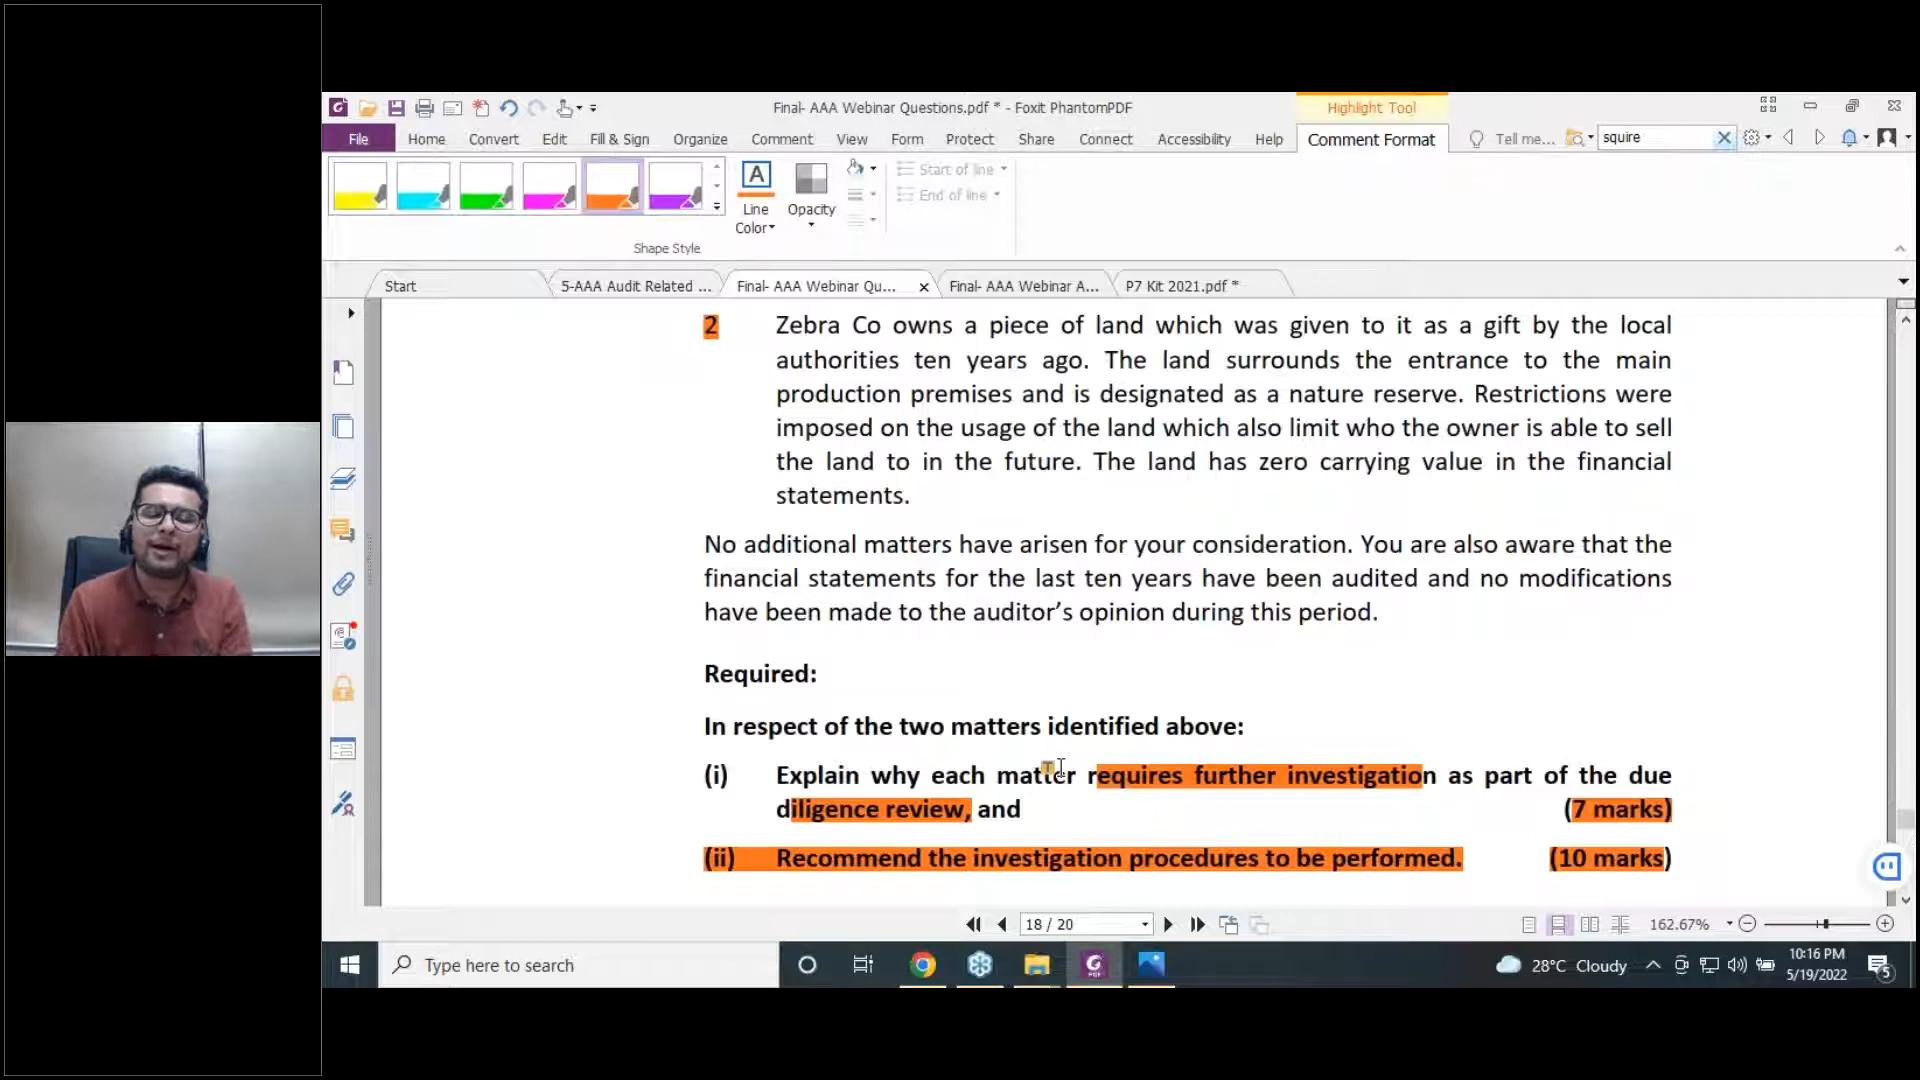 Final- AAA Webinar Questions.pdf * - Foxit PhantomPDF
Highlight Tool
File Home Convert Edit Fill & Sign Organize Comment View Form Protect Share Connect Accessibility Help Comment Format Tell me... squire
Start of line
End of line
Line Color
Opacity
Shape Style
Start 5-AAA Audit Related ... Final- AAA Webinar Qu... Final- AAA Webinar A... P7 Kit 2021.pdf *
2 Zebra Co owns a piece of land which was given to it as a gift by the local
authorities ten years ago. The land surrounds the entrance to the main
production premises and is designated as a nature reserve. Restrictions were
imposed on the usage of the land which also limit who the owner is able to sell
the land to in the future. The land has zero carrying value in the financial
statements.
No additional matters have arisen for your consideration. You are also aware that the
financial statements for the last ten years have been audited and no modifications
have been made to the auditor's opinion during this period.
Required:
In respect of the two matters identified above:
(i) Explain why each matter requires further investigation as part of the due
diligence review, and (7 marks)
(ii) Recommend the investigation procedures to be performed. (10 marks)
18 / 20 162.67%
Type here to search
28°C Cloudy
10:16 PM
5/19/2022
5